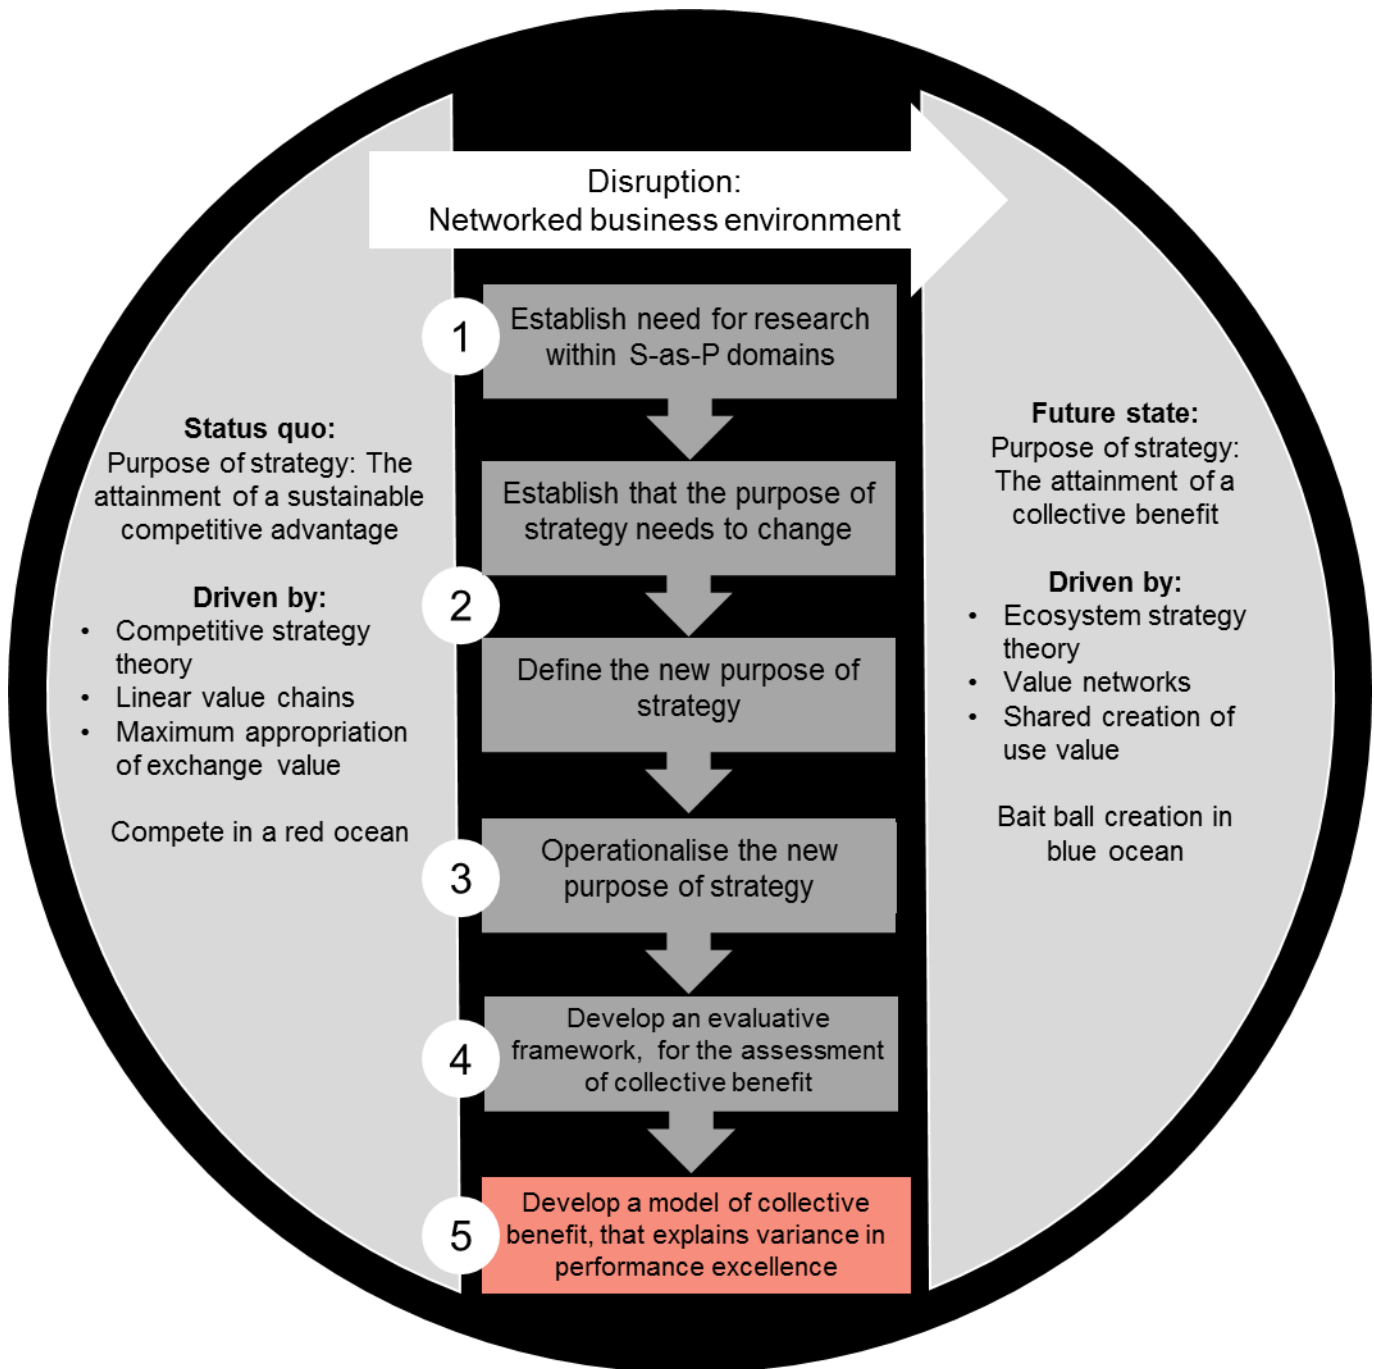 Disruption:
Networked business environment
1
Establish need for research
within S-as-P domains
Status quo:
Purpose of strategy: The
attainment of a sustainable
competitive advantage
Driven by:
• Competitive strategy
theory
• Linear value chains
• Maximum appropriation
of exchange value
Compete in a red ocean
Establish that the purpose of
strategy needs to change
2
Define the new purpose of
strategy
3
Operationalise the new
purpose of strategy
4
Develop an evaluative
framework, for the assessment
of collective benefit
5
Develop a model of collective
benefit, that explains variance in
performance excellence
Future state:
Purpose of strategy:
The attainment of a
collective benefit
Driven by:
• Ecosystem strategy
theory
• Value networks
• Shared creation of
use value
Bait ball creation in
blue ocean